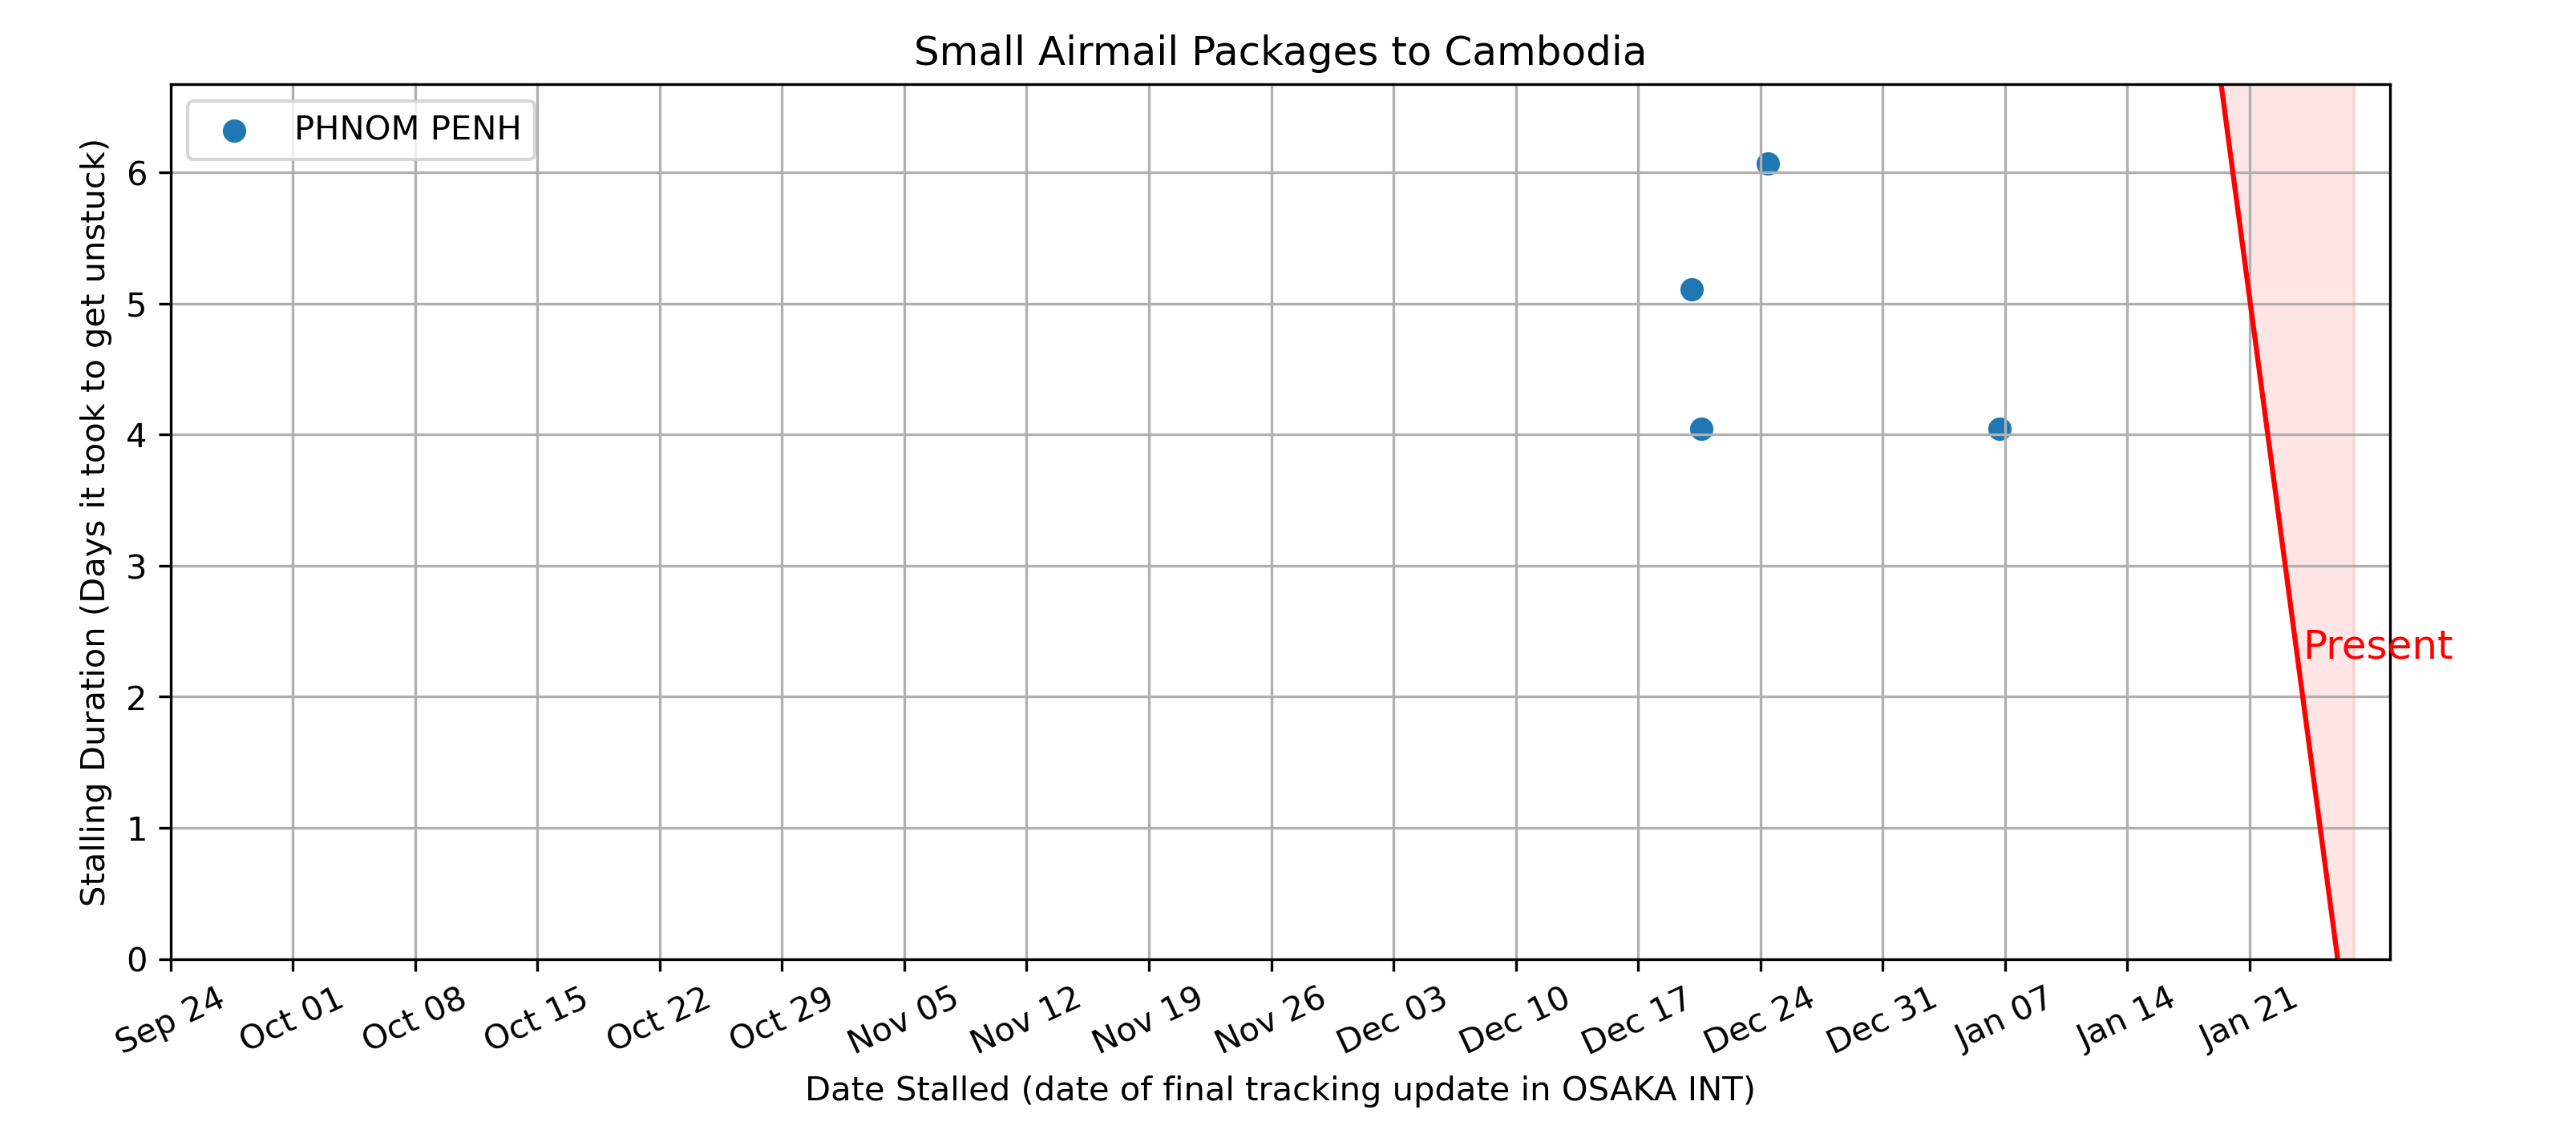 Small Airmail Packages to Cambodia
PHNOM PENH
Stalling Duration (Days it took to get unstuck)
6
5
4
3
2
1
0
Present
Sep 24
Oct 01
Oct 08
Oct 15
Oct 22
Oct 29
Nov 05
Nov 12
Nov 19
Nov 26
Dec 03
Dec 10
Dec 17
Dec 24
Dec 31
Jan 07
Jan 14
Jan 21
Date Stalled (date of final tracking update in OSAKA INT)